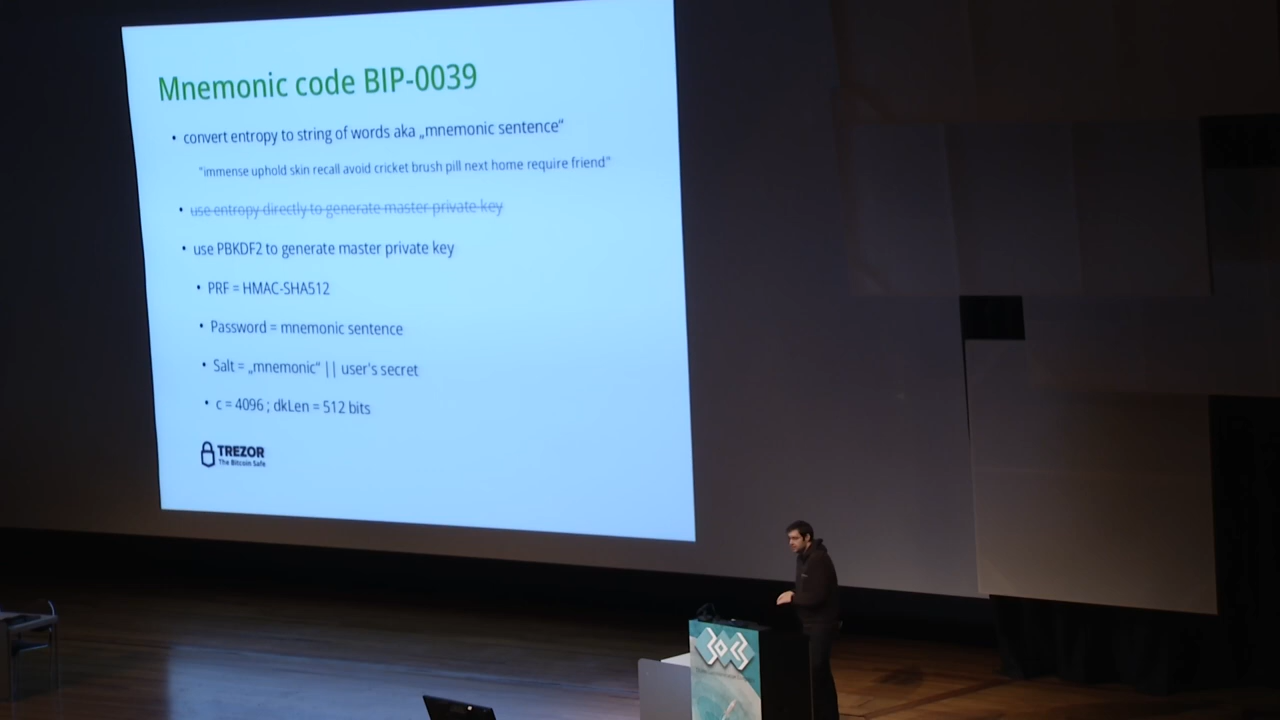 Mnemonic code BIP-0039
• convert entropy to string of words aka „mnemonic sentence“
"immense uphold skin recall avoid cricket brush pill next home require friend"
• use entropy directly to generate master private key
• use PBKDF2 to generate master private key
• PRF = HMAC-SHA512
• Password = mnemonic sentence
• Salt = „mnemonic“ || user's secret
• c = 4096 ; dkLen = 512 bits
TREZOR
The Bitcoin Safe
30C3